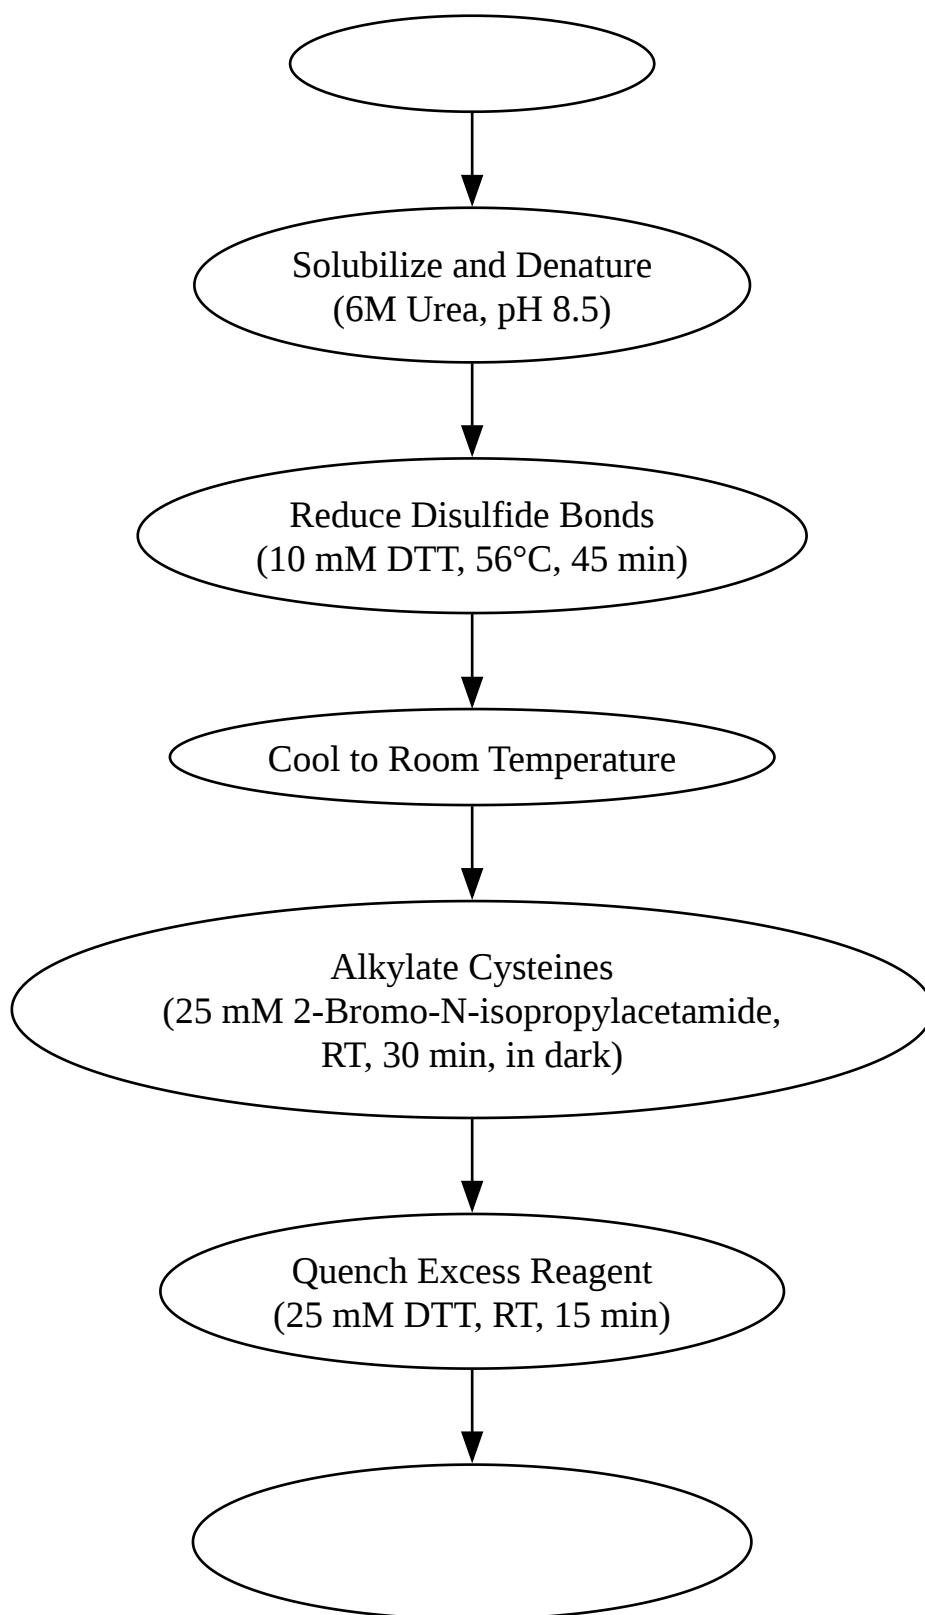 Solubilize and Denature
(6M Urea, pH 8.5)
Reduce Disulfide Bonds
(10 mM DTT, 56°C, 45 min)
Cool to Room Temperature
Alkylate Cysteines
(25 mM 2-Bromo-N-isopropylacetamide,
RT, 30 min, in dark)
Quench Excess Reagent
(25 mM DTT, RT, 15 min)